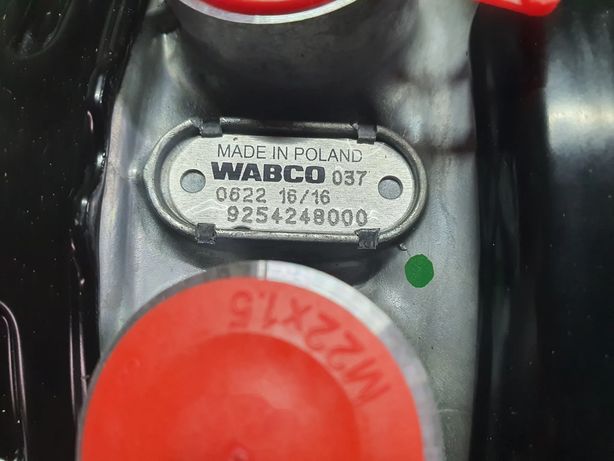 MADE IN POLAND
WABCO 037
0622 16/16
9254248000
M22x1.5